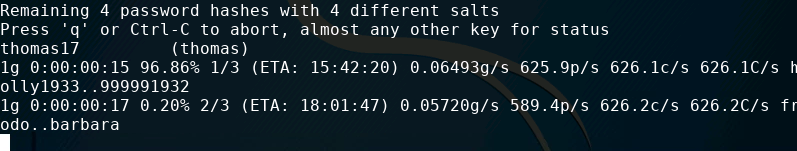 Remaining 4 password hashes with 4 different salts
Press 'q' or Ctrl-C to abort, almost any other key for status
thomas17         (thomas)
1g 0:00:00:15 96.86% 1/3 (ETA: 15:42:20) 0.06493g/s 625.9p/s 626.1c/s 626.1C/s h
olly1933..999991932
1g 0:00:00:17 0.20% 2/3 (ETA: 18:01:47) 0.05720g/s 589.4p/s 626.2c/s 626.2C/s fr
odo..barbara